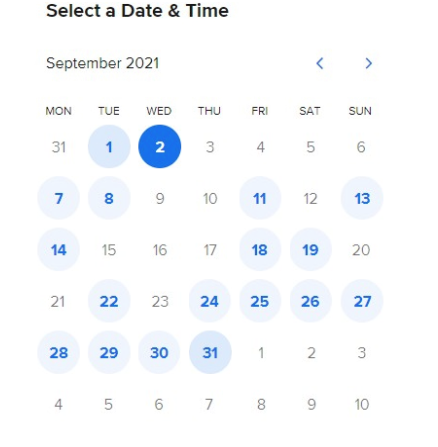 Select a Date & Time
September 2021
MON TUE WED THU FRI SAT SUN
31 1 2 3 4 5 6
7 8 9 10 11 12 13
14 15 16 17 18 19 20
21 22 23 24 25 26 27
28 29 30 31 1 2 3
4 5 6 7 8 9 10